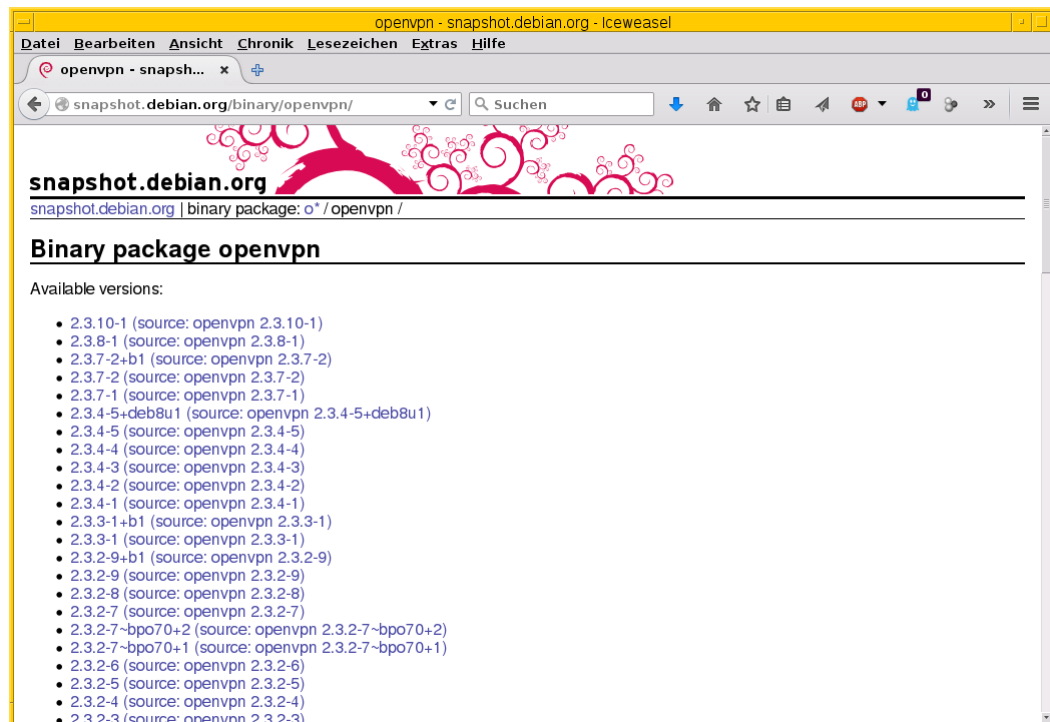 openvpn - snapshot.debian.org - Iceweasel
Datei Bearbeiten Ansicht Chronik Lesezeichen Extras Hilfe
openvpn - snapsh...
snapshot.debian.org/binary/openvpn/ Suchen ABP 0
snapshot.debian.org
snapshot.debian.org | binary package: o* / openvpn /
Binary package openvpn
Available versions:
2.3.10-1 (source: openvpn 2.3.10-1)
2.3.8-1 (source: openvpn 2.3.8-1)
2.3.7-2+b1 (source: openvpn 2.3.7-2)
2.3.7-2 (source: openvpn 2.3.7-2)
2.3.7-1 (source: openvpn 2.3.7-1)
2.3.4-5+deb8u1 (source: openvpn 2.3.4-5+deb8u1)
2.3.4-5 (source: openvpn 2.3.4-5)
2.3.4-4 (source: openvpn 2.3.4-4)
2.3.4-3 (source: openvpn 2.3.4-3)
2.3.4-2 (source: openvpn 2.3.4-2)
2.3.4-1 (source: openvpn 2.3.4-1)
2.3.3-1+b1 (source: openvpn 2.3.3-1)
2.3.3-1 (source: openvpn 2.3.3-1)
2.3.2-9+b1 (source: openvpn 2.3.2-9)
2.3.2-9 (source: openvpn 2.3.2-9)
2.3.2-8 (source: openvpn 2.3.2-8)
2.3.2-7 (source: openvpn 2.3.2-7)
2.3.2-7~bpo70+2 (source: openvpn 2.3.2-7~bpo70+2)
2.3.2-7~bpo70+1 (source: openvpn 2.3.2-7~bpo70+1)
2.3.2-6 (source: openvpn 2.3.2-6)
2.3.2-5 (source: openvpn 2.3.2-5)
2.3.2-4 (source: openvpn 2.3.2-4)
2.3.2-3 (source: openvpn 2.3.2-3)